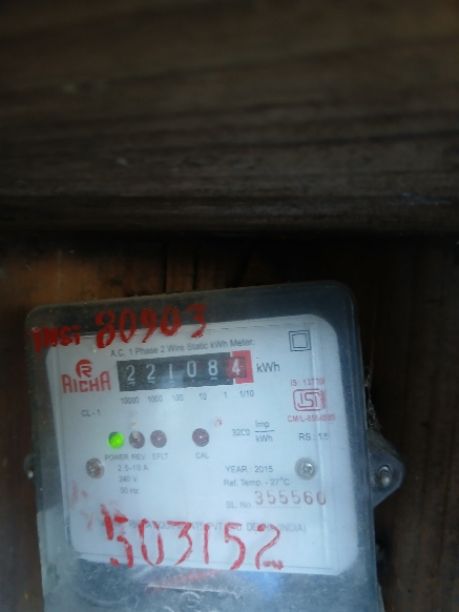 80903
A.C. 1 Phase 2 Wire Static kWh Meter.
RICHA
221084 kWh
10000 1000 100 10 1 1/10
CL - 1
ISI
3200 Imp/kWh
POWER REV. E/FLT CAL
2.5-10 A
240 V
50 Hz
YEAR : 2015
Ref. Temp. - 27°C
SL. No. 355560
503152